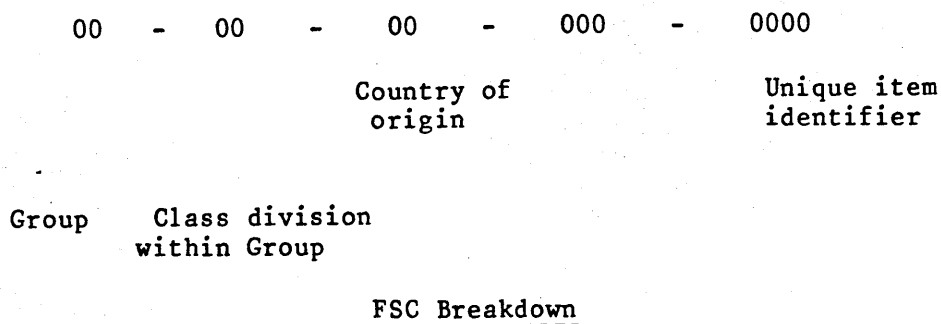 00 - 00 - 00 - 000 - 0000
Country of
origin
Unique item
identifier
Group
Class division
within Group
FSC Breakdown